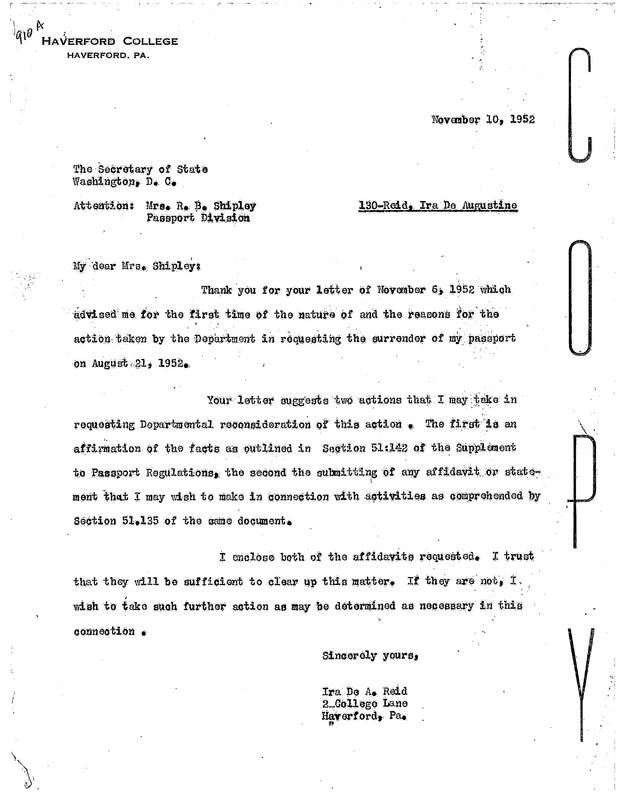 910 A
HAVERFORD COLLEGE
HAVERFORD, PA.
November 10, 1952
The Secretary of State
Washington, D. C.
Attention: Mrs. R. B. Shipley
Passport Division
130-Reid, Ira De Augustine
My dear Mrs. Shipley:
Thank you for your letter of November 6, 1952 which
advised me for the first time of the nature of and the reasons for the
action taken by the Department in requesting the surrender of my passport
on August 21, 1952.
Your letter suggests two actions that I may take in
requesting Departmental reconsideration of this action . The first is an
affirmation of the facts as outlined in Section 51:142 of the Supplement
to Passport Regulations, the second the submitting of any affidavit or state-
ment that I may wish to make in connection with activities as comprehended by
Section 51.135 of the same document.
I enclose both of the affidavits requested. I trust
that they will be sufficient to clear up this matter. If they are not, I
wish to take such further action as may be determined as necessary in this
connection .
Sincerely yours,
Ira De A. Reid
2 College Lane
Haverford, Pa.
COPY